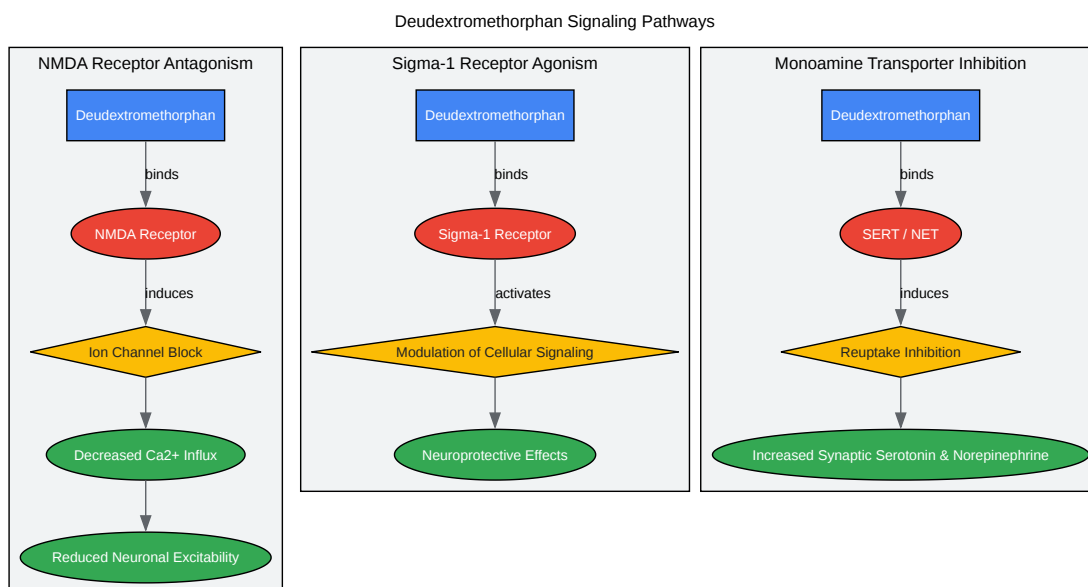 Deudextromethorphan Signaling Pathways
NMDA Receptor Antagonism
Deudextromethorphan
binds
NMDA Receptor
induces
Ion Channel Block
Decreased Ca2+ Influx
Reduced Neuronal Excitability
Sigma-1 Receptor Agonism
Deudextromethorphan
binds
Sigma-1 Receptor
activates
Modulation of Cellular Signaling
Neuroprotective Effects
Monoamine Transporter Inhibition
Deudextromethorphan
binds
SERT / NET
induces
Reuptake Inhibition
Increased Synaptic Serotonin & Norepinephrine